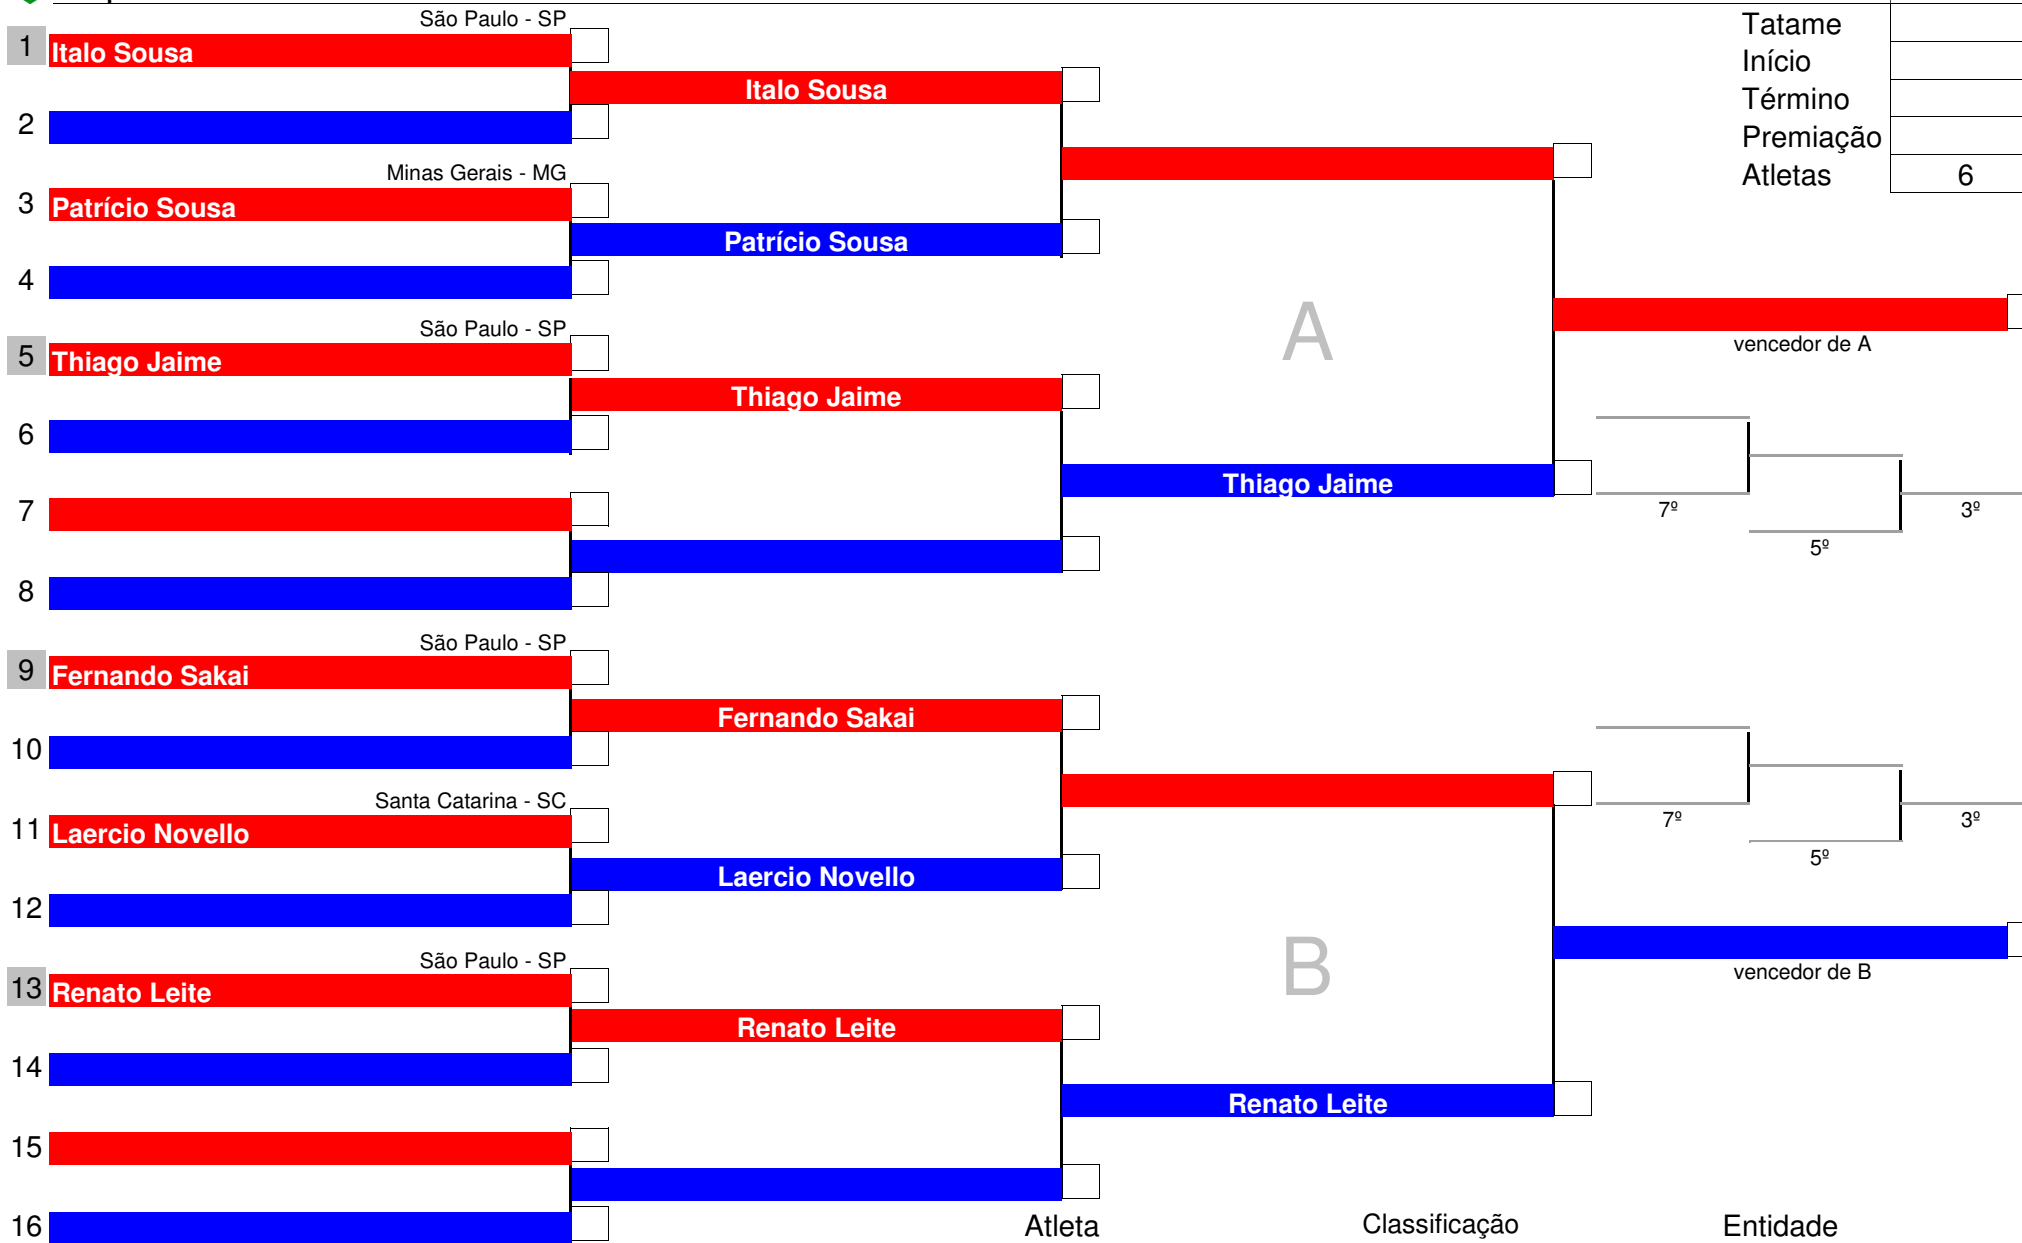 São Paulo - SP
1 Italo Sousa
Italo Sousa
2
Minas Gerais - MG
3 Patrício Sousa
Patrício Sousa
4
São Paulo - SP
5 Thiago Jaime
Thiago Jaime
6
7
8
Thiago Jaime
A
Tatame
Início
Término
Premiação
Atletas 6
vencedor de A
7º
5º
3º
São Paulo - SP
9 Fernando Sakai
Fernando Sakai
10
Santa Catarina - SC
11 Laercio Novello
Laercio Novello
12
São Paulo - SP
13 Renato Leite
Renato Leite
14
15
16
Renato Leite
B
7º
5º
3º
vencedor de B
Atleta Classificação Entidade